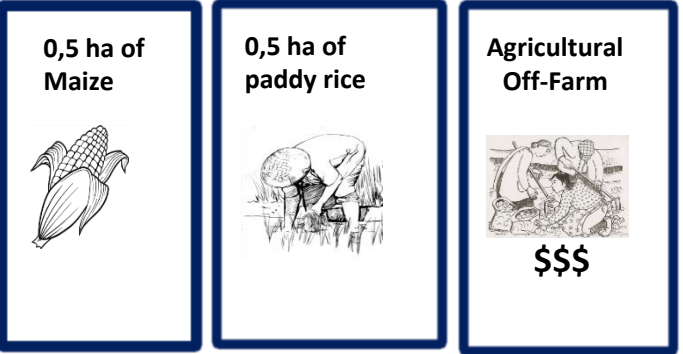 0,5 ha of
Maize
0,5 ha of
paddy rice
Agricultural
Off-Farm
$$$